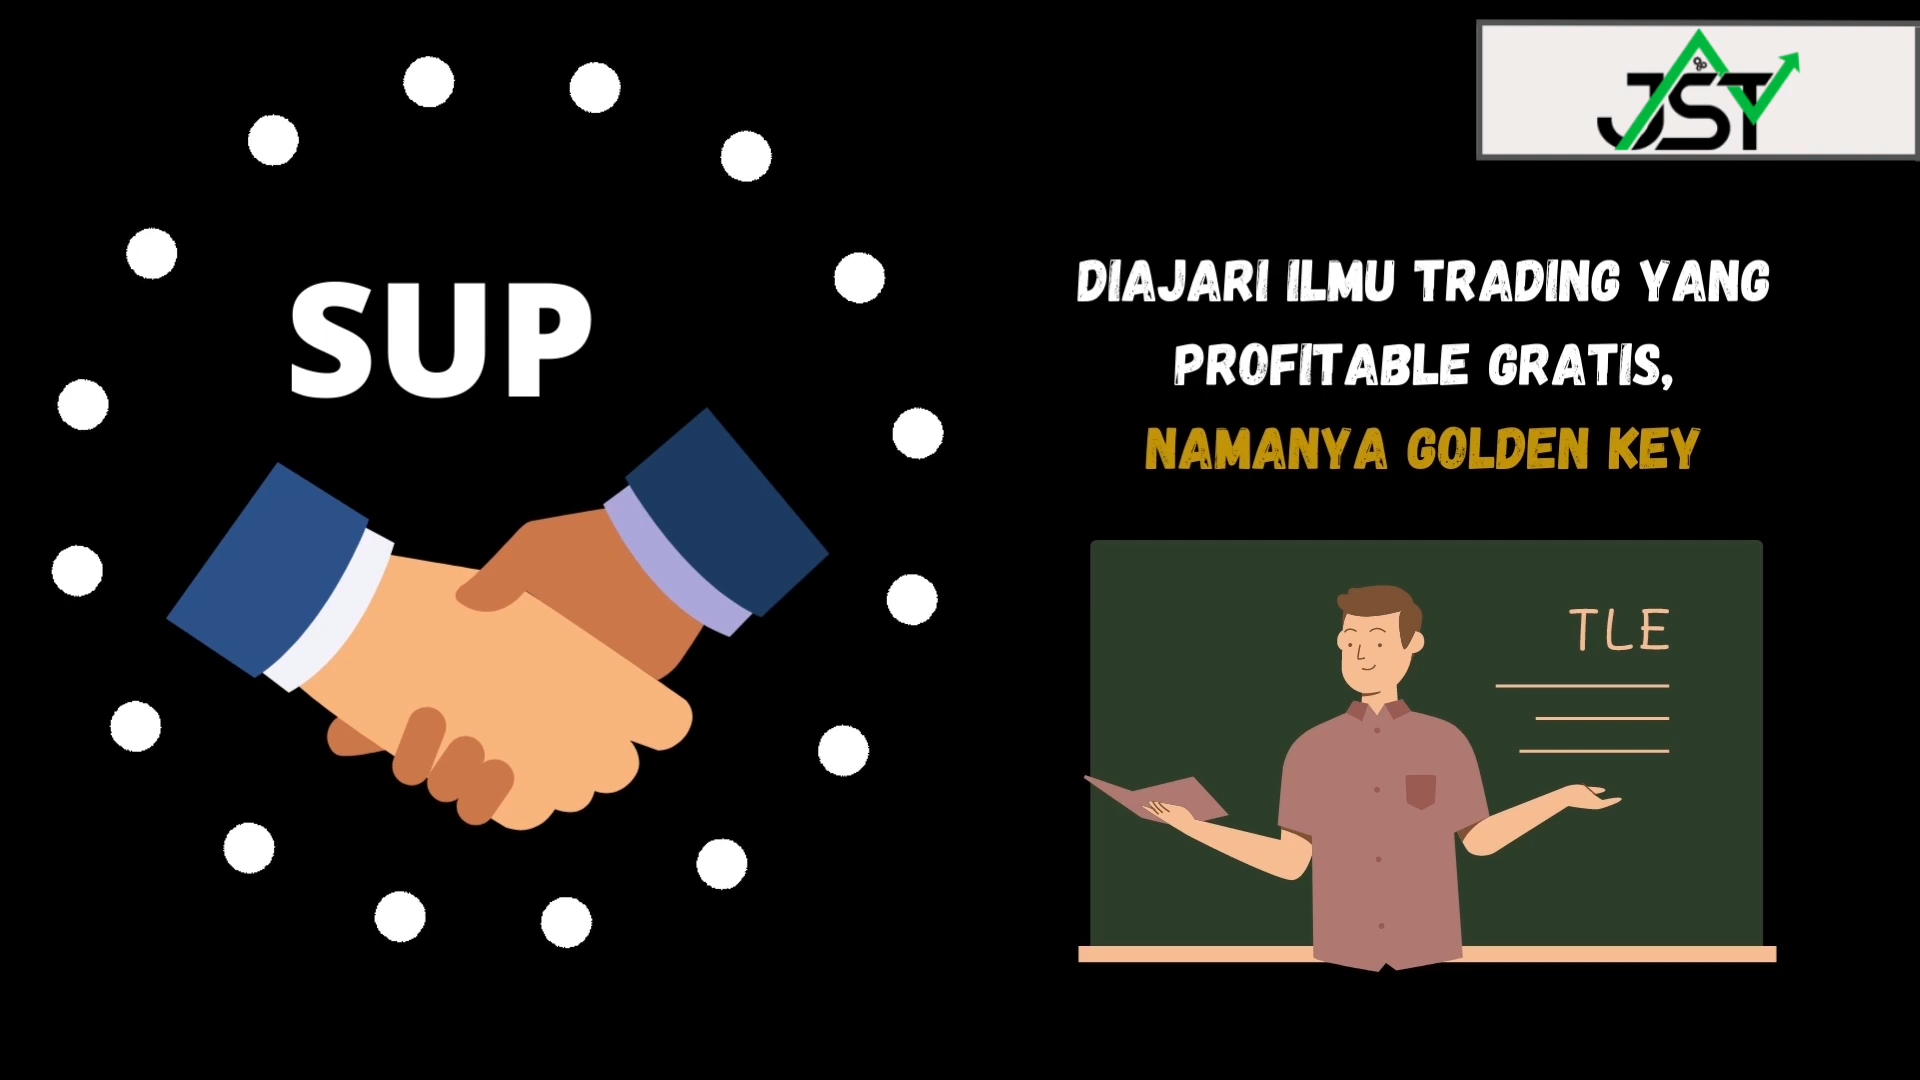 JST
SUP
DIAJARI ILMU TRADING YANG
PROFITABLE GRATIS,
NAMANYA GOLDEN KEY
TLE